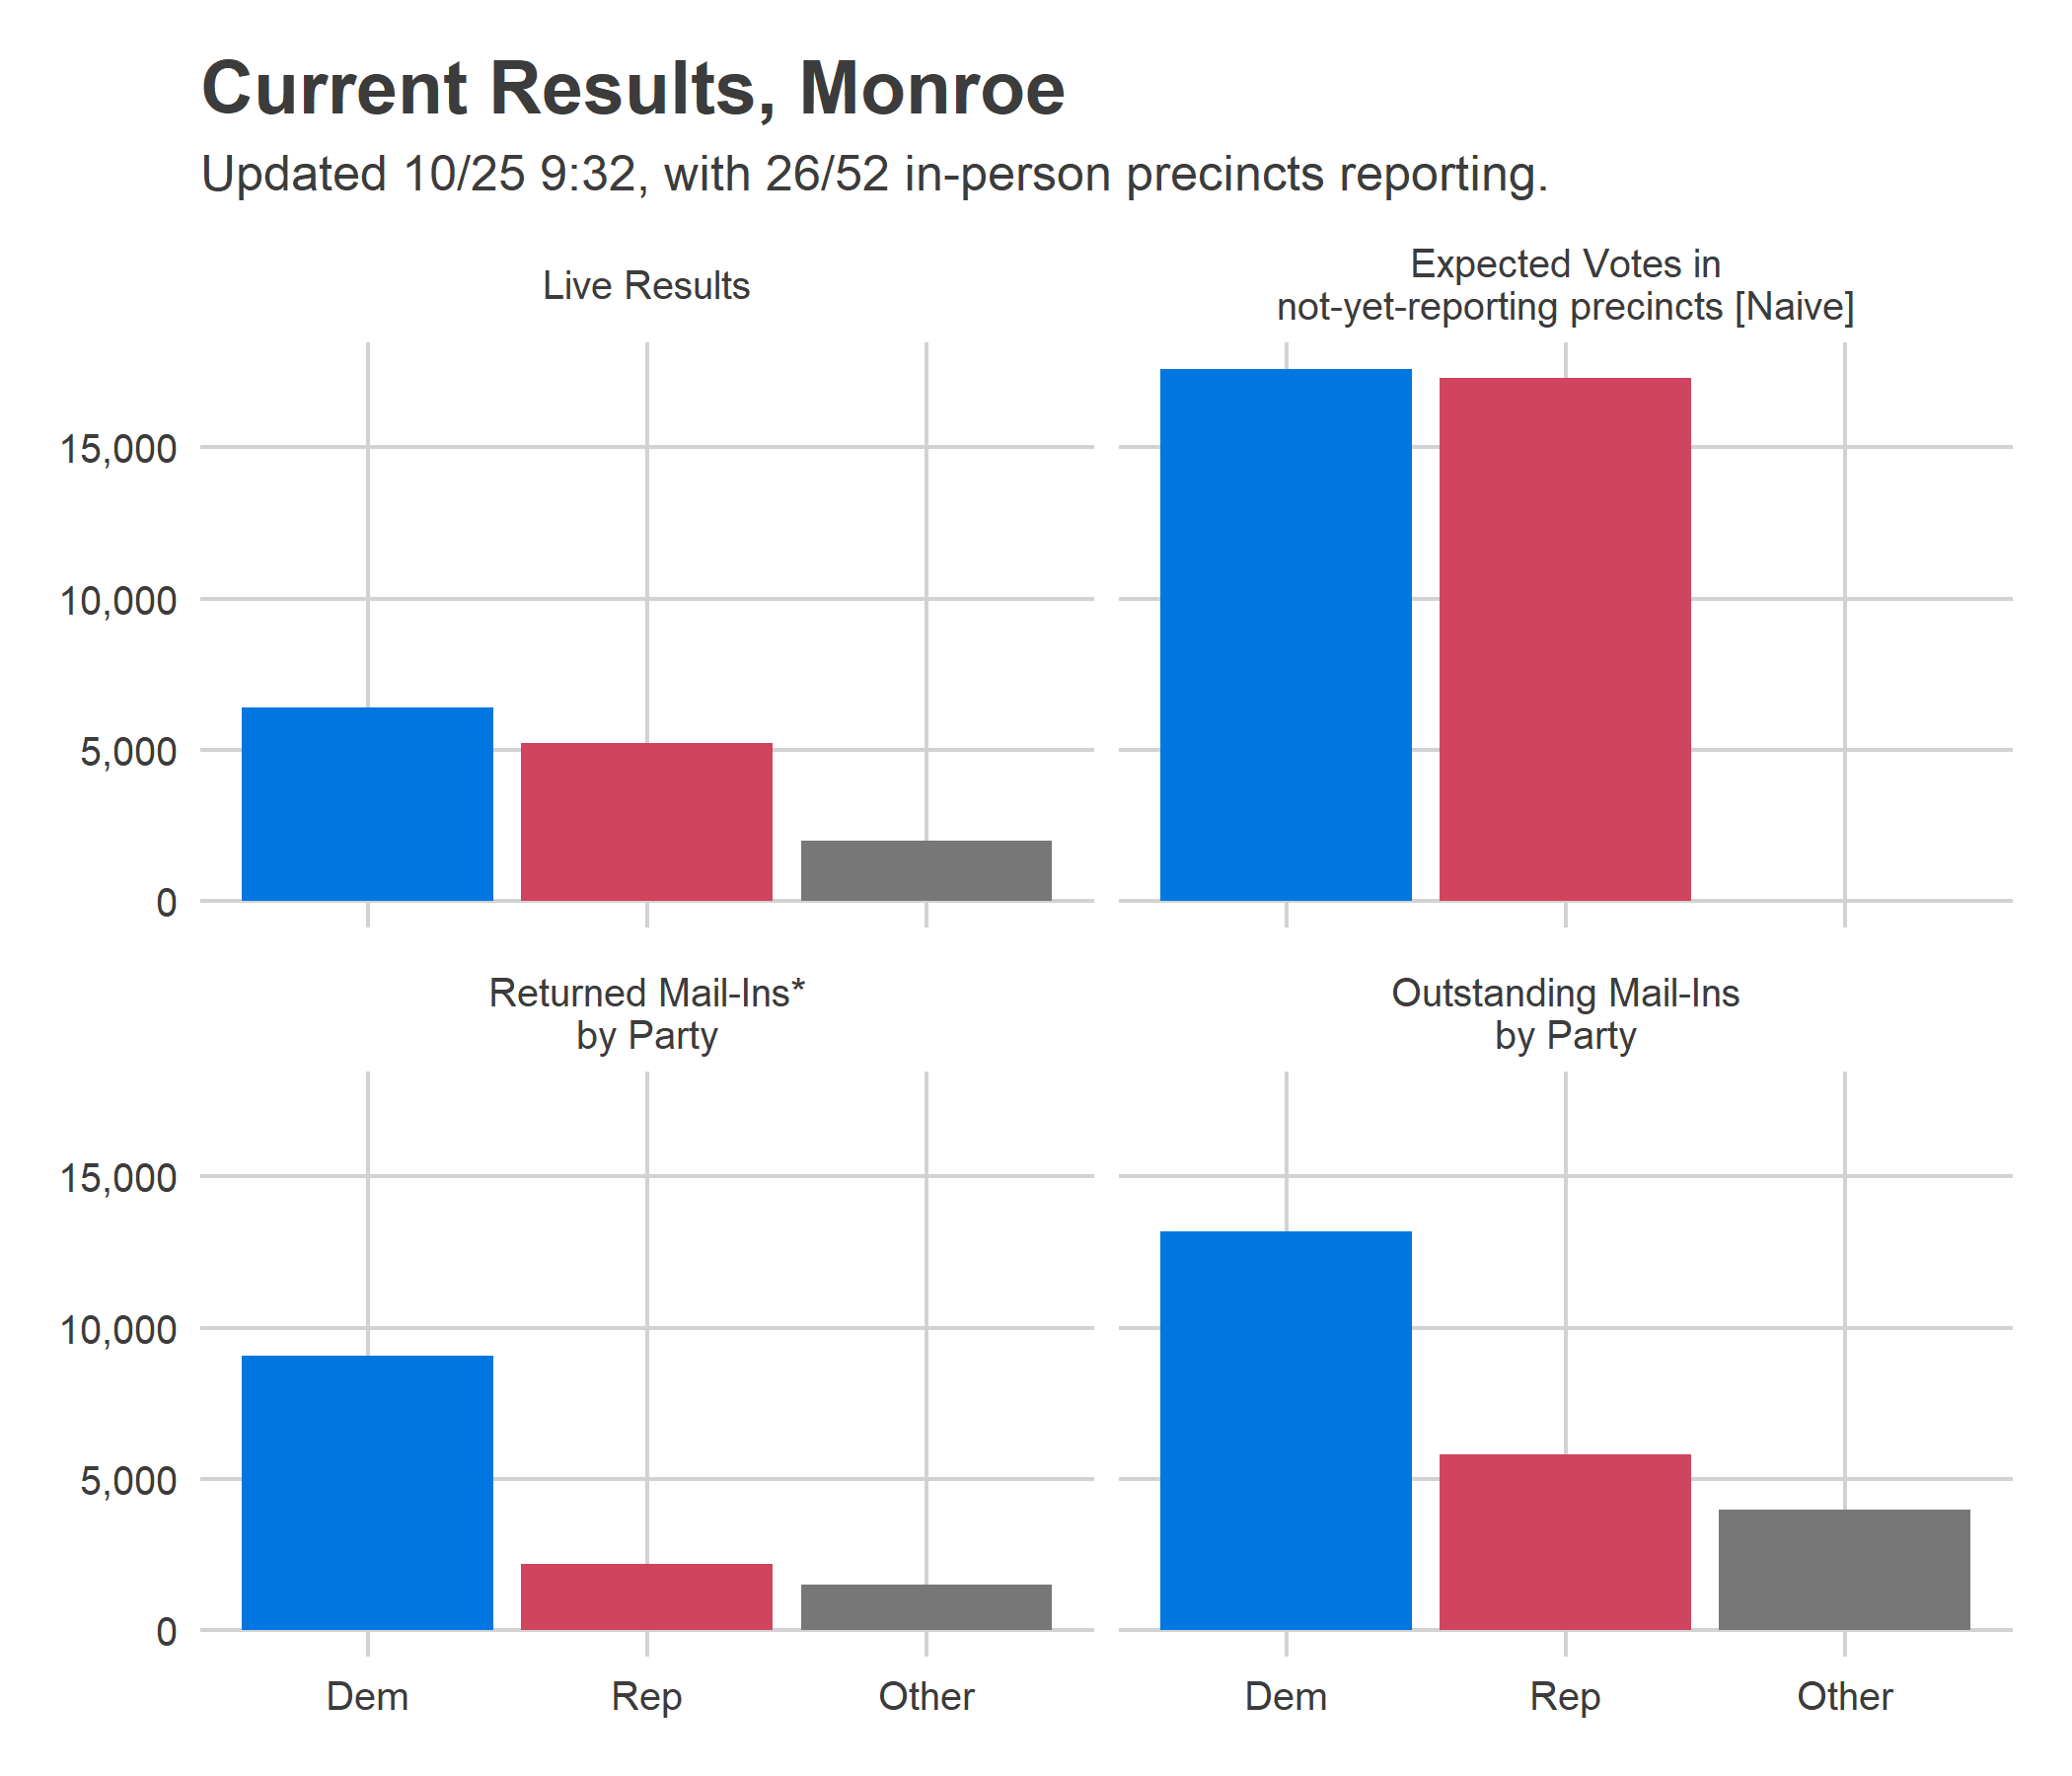 Current Results, Monroe
Updated 10/25 9:32, with 26/52 in-person precincts reporting.
Live Results
Expected Votes in
not-yet-reporting precincts [Naive]
15,000
10,000
5,000
0
Returned Mail-Ins*
by Party
Outstanding Mail-Ins
by Party
15,000
10,000
5,000
0
Dem
Rep
Other
Dem
Rep
Other